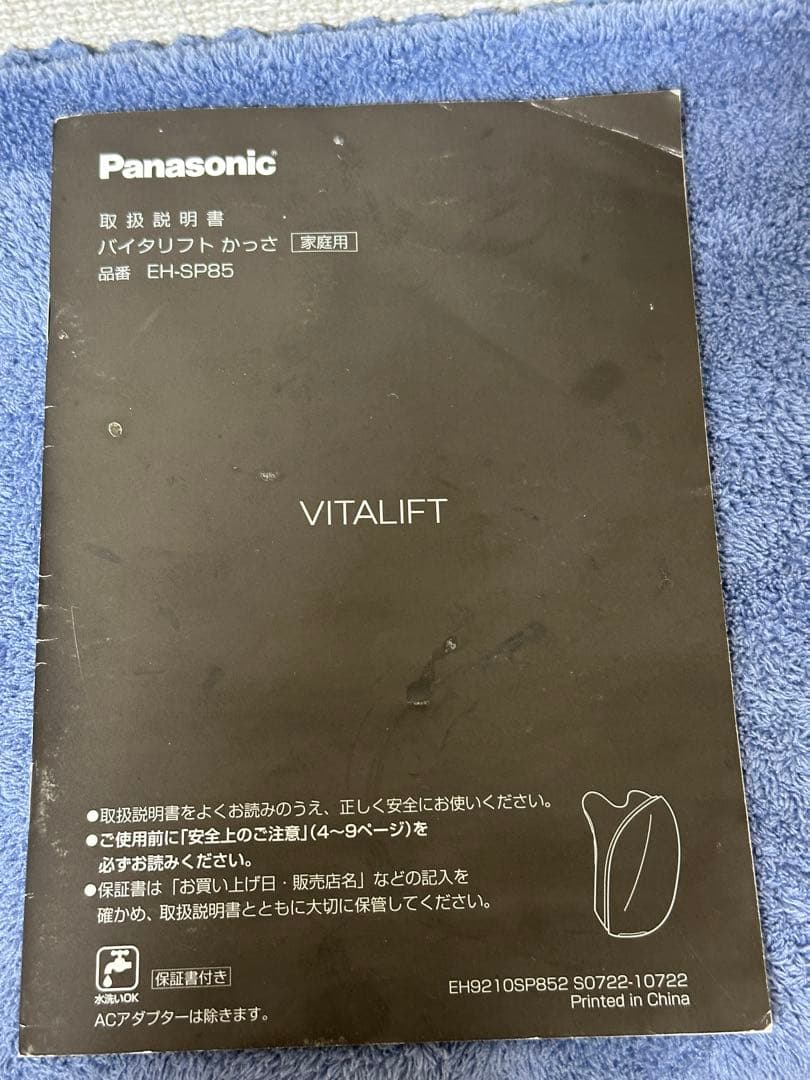 Panasonic®
取扱説明書
バイタリフト かっさ 家庭用
品番 EH-SP85
VITALIFT
●取扱説明書をよくお読みのうえ、正しく安全にお使いください。
●ご使用前に「安全上のご注意」（4～9ページ）を
必ずお読みください。
●保証書は「お買い上げ日・販売店名」などの記入を
確かめ、取扱説明書とともに大切に保管してください。
水洗いOK 保証書付き
ACアダプターは除きます。
EH9210SP852 S0722-10722
Printed in China